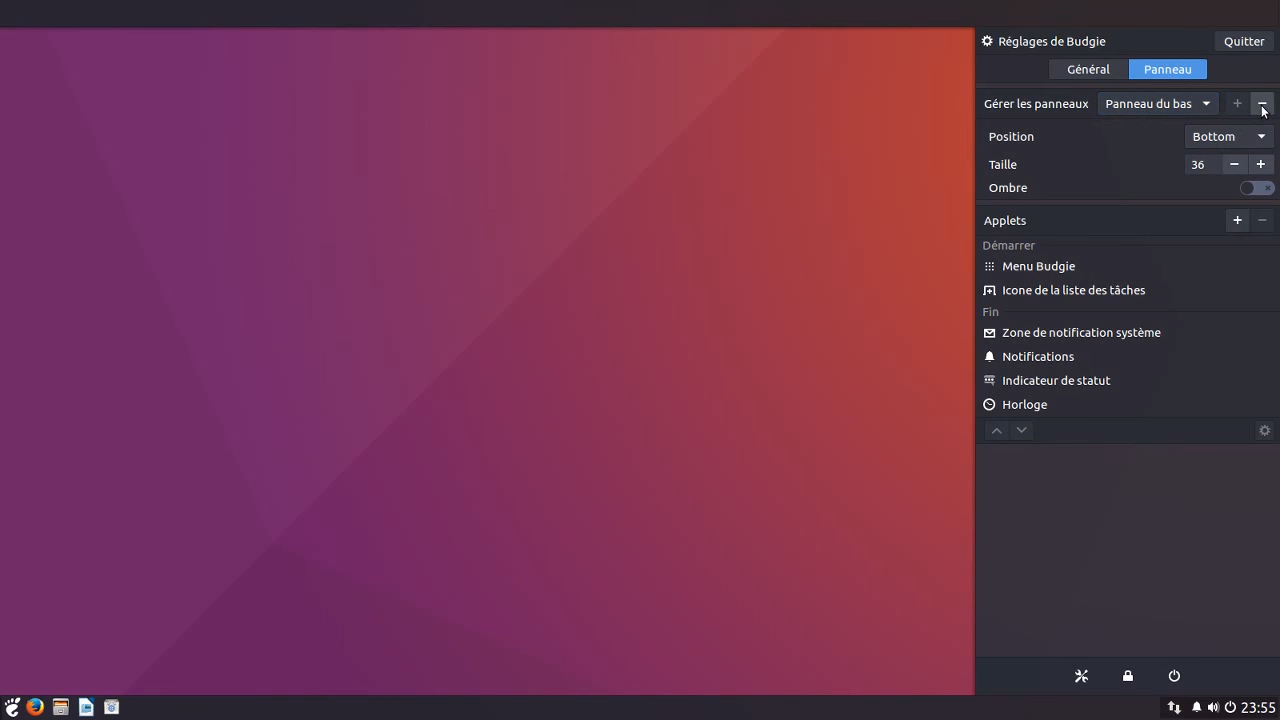 Réglages de Budgie Quitter
Général Panneau
Gérer les panneaux Panneau du bas + −
Position Bottom
Taille 36 − +
Ombre
Applets + −
Démarrer
Menu Budgie
Icone de la liste des tâches
Fin
Zone de notification système
Notifications
Indicateur de statut
Horloge
23:55